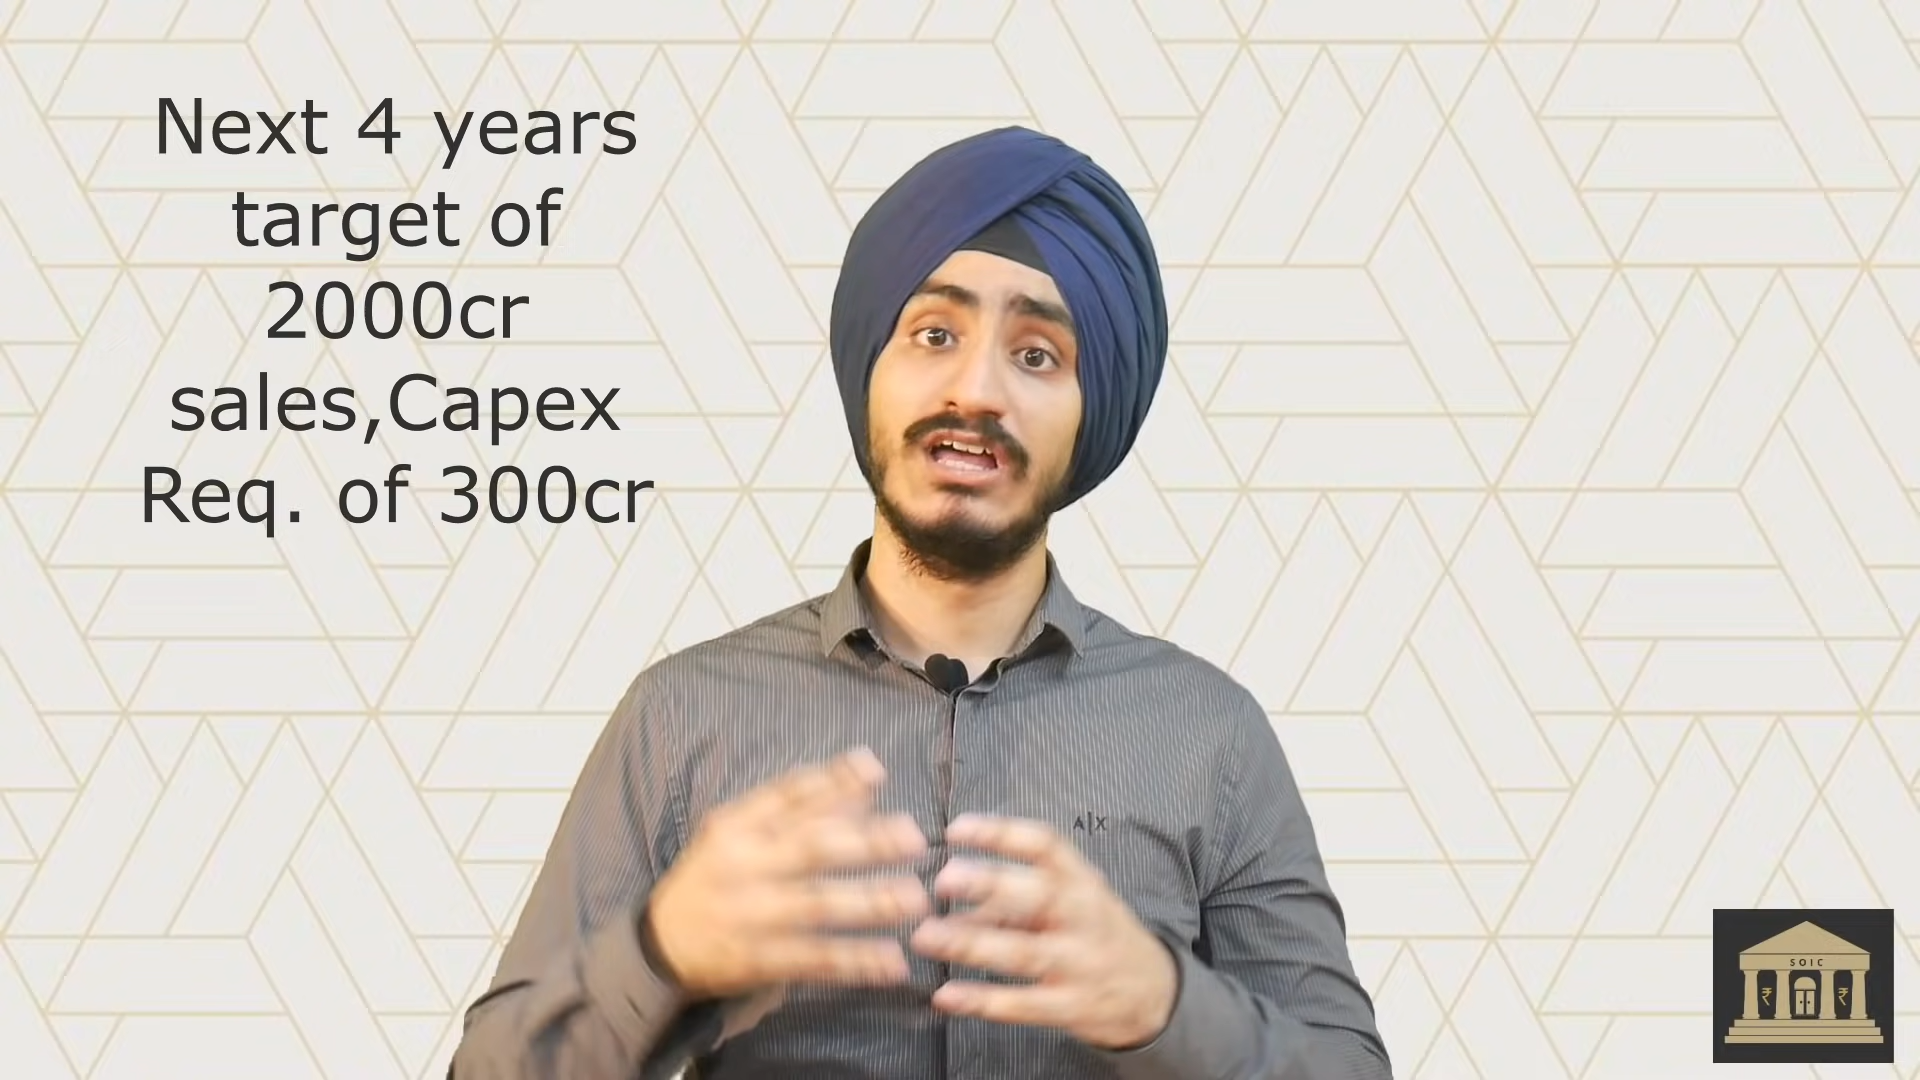 Next 4 years
target of
2000cr
sales,Capex
Req. of 300cr
A|X
SOIC
₹ ₹